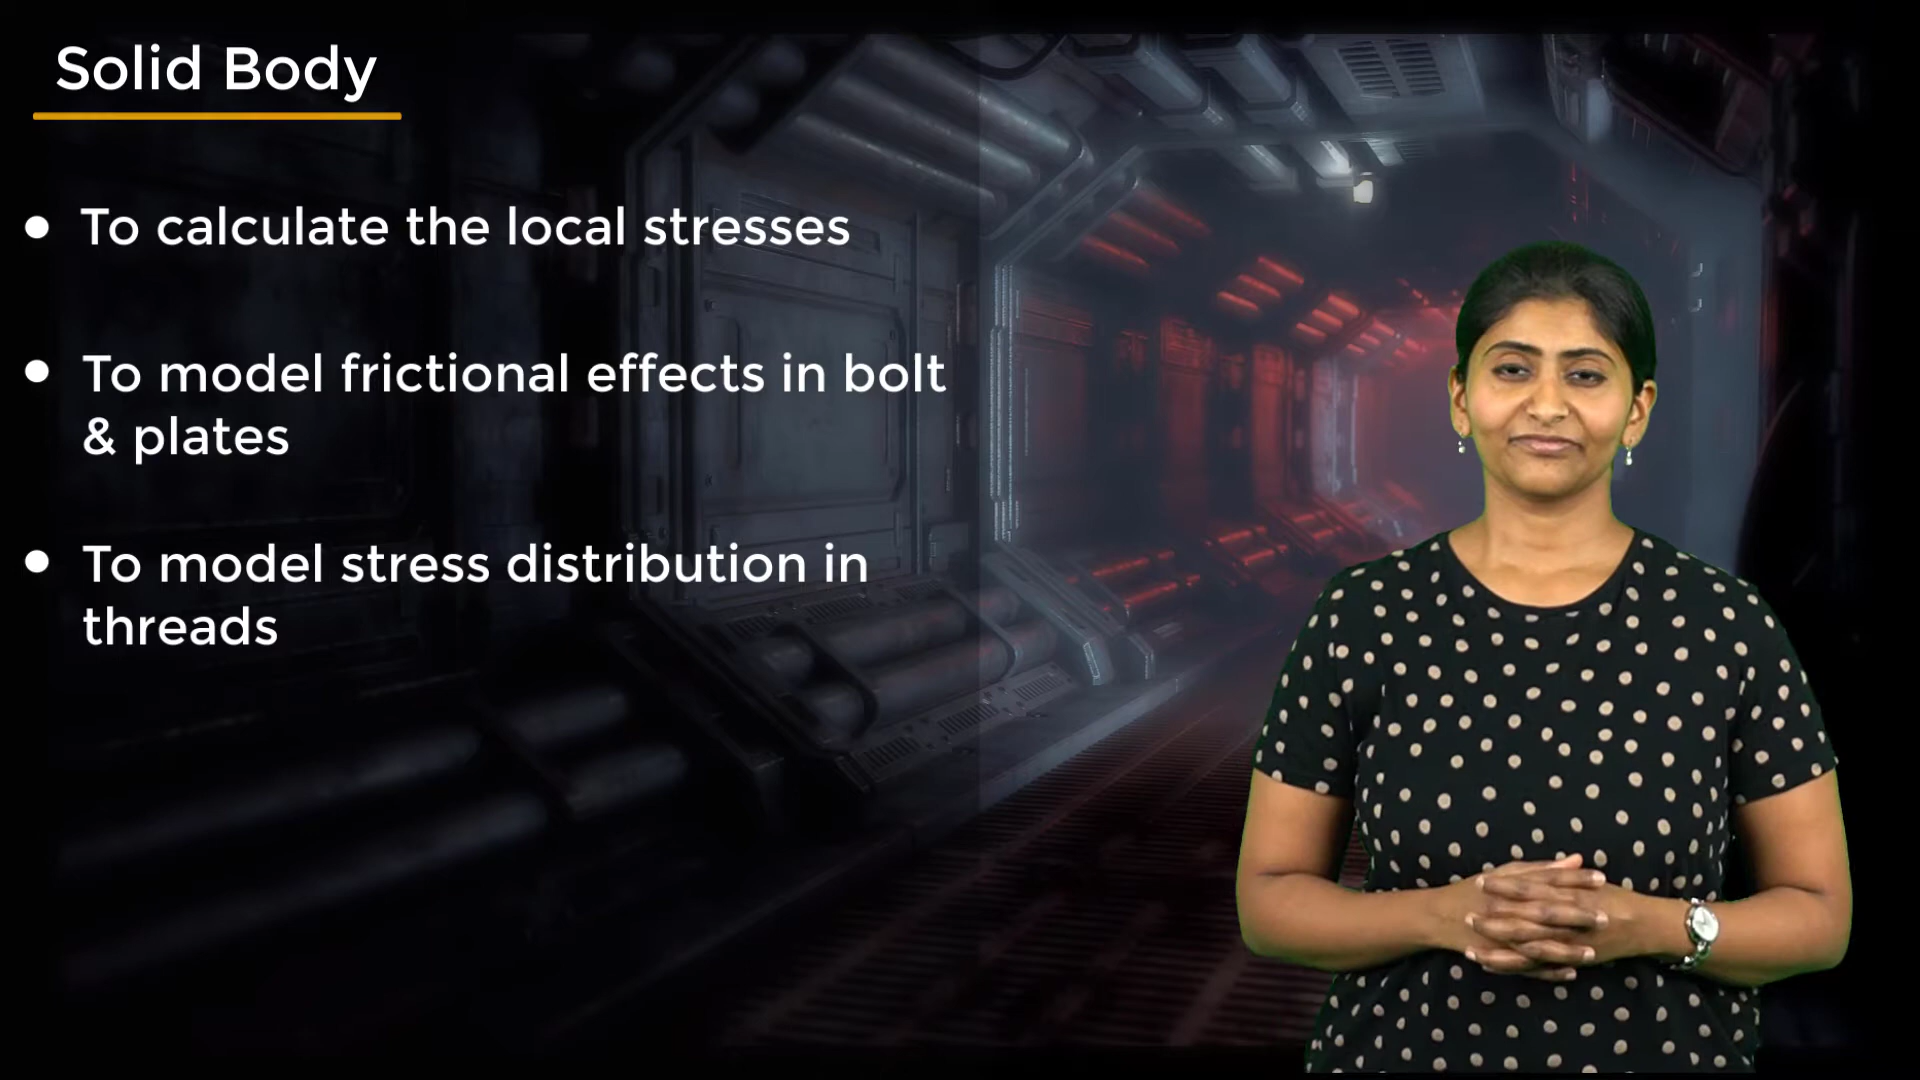 Solid Body
To calculate the local stresses
To model frictional effects in bolt
& plates
To model stress distribution in
threads